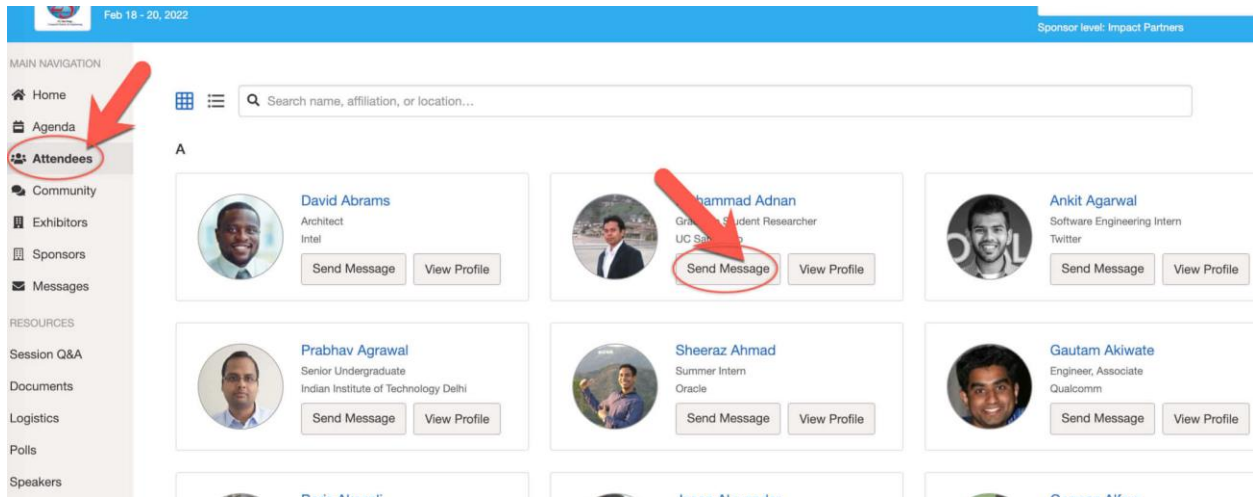 Feb 18 - 20, 2022
Sponsor level: Impact Partners
MAIN NAVIGATION
Home
Agenda
Attendees
Community
Exhibitors
Sponsors
Messages
RESOURCES
Session Q&A
Documents
Logistics
Polls
Speakers
Search name, affiliation, or location...
A
David Abrams
Architect
Intel
Send Message View Profile
Adnan
Student Researcher
UC
Send Message View Profile
Ankit Agarwal
Software Engineering Intern
Twitter
Send Message View Profile
Prabhav Agrawal
Senior Undergraduate
Indian Institute of Technology Delhi
Send Message View Profile
Sheeraz Ahmad
Summer Intern
Oracle
Send Message View Profile
Gautam Akiwate
Engineer, Associate
Qualcomm
Send Message View Profile